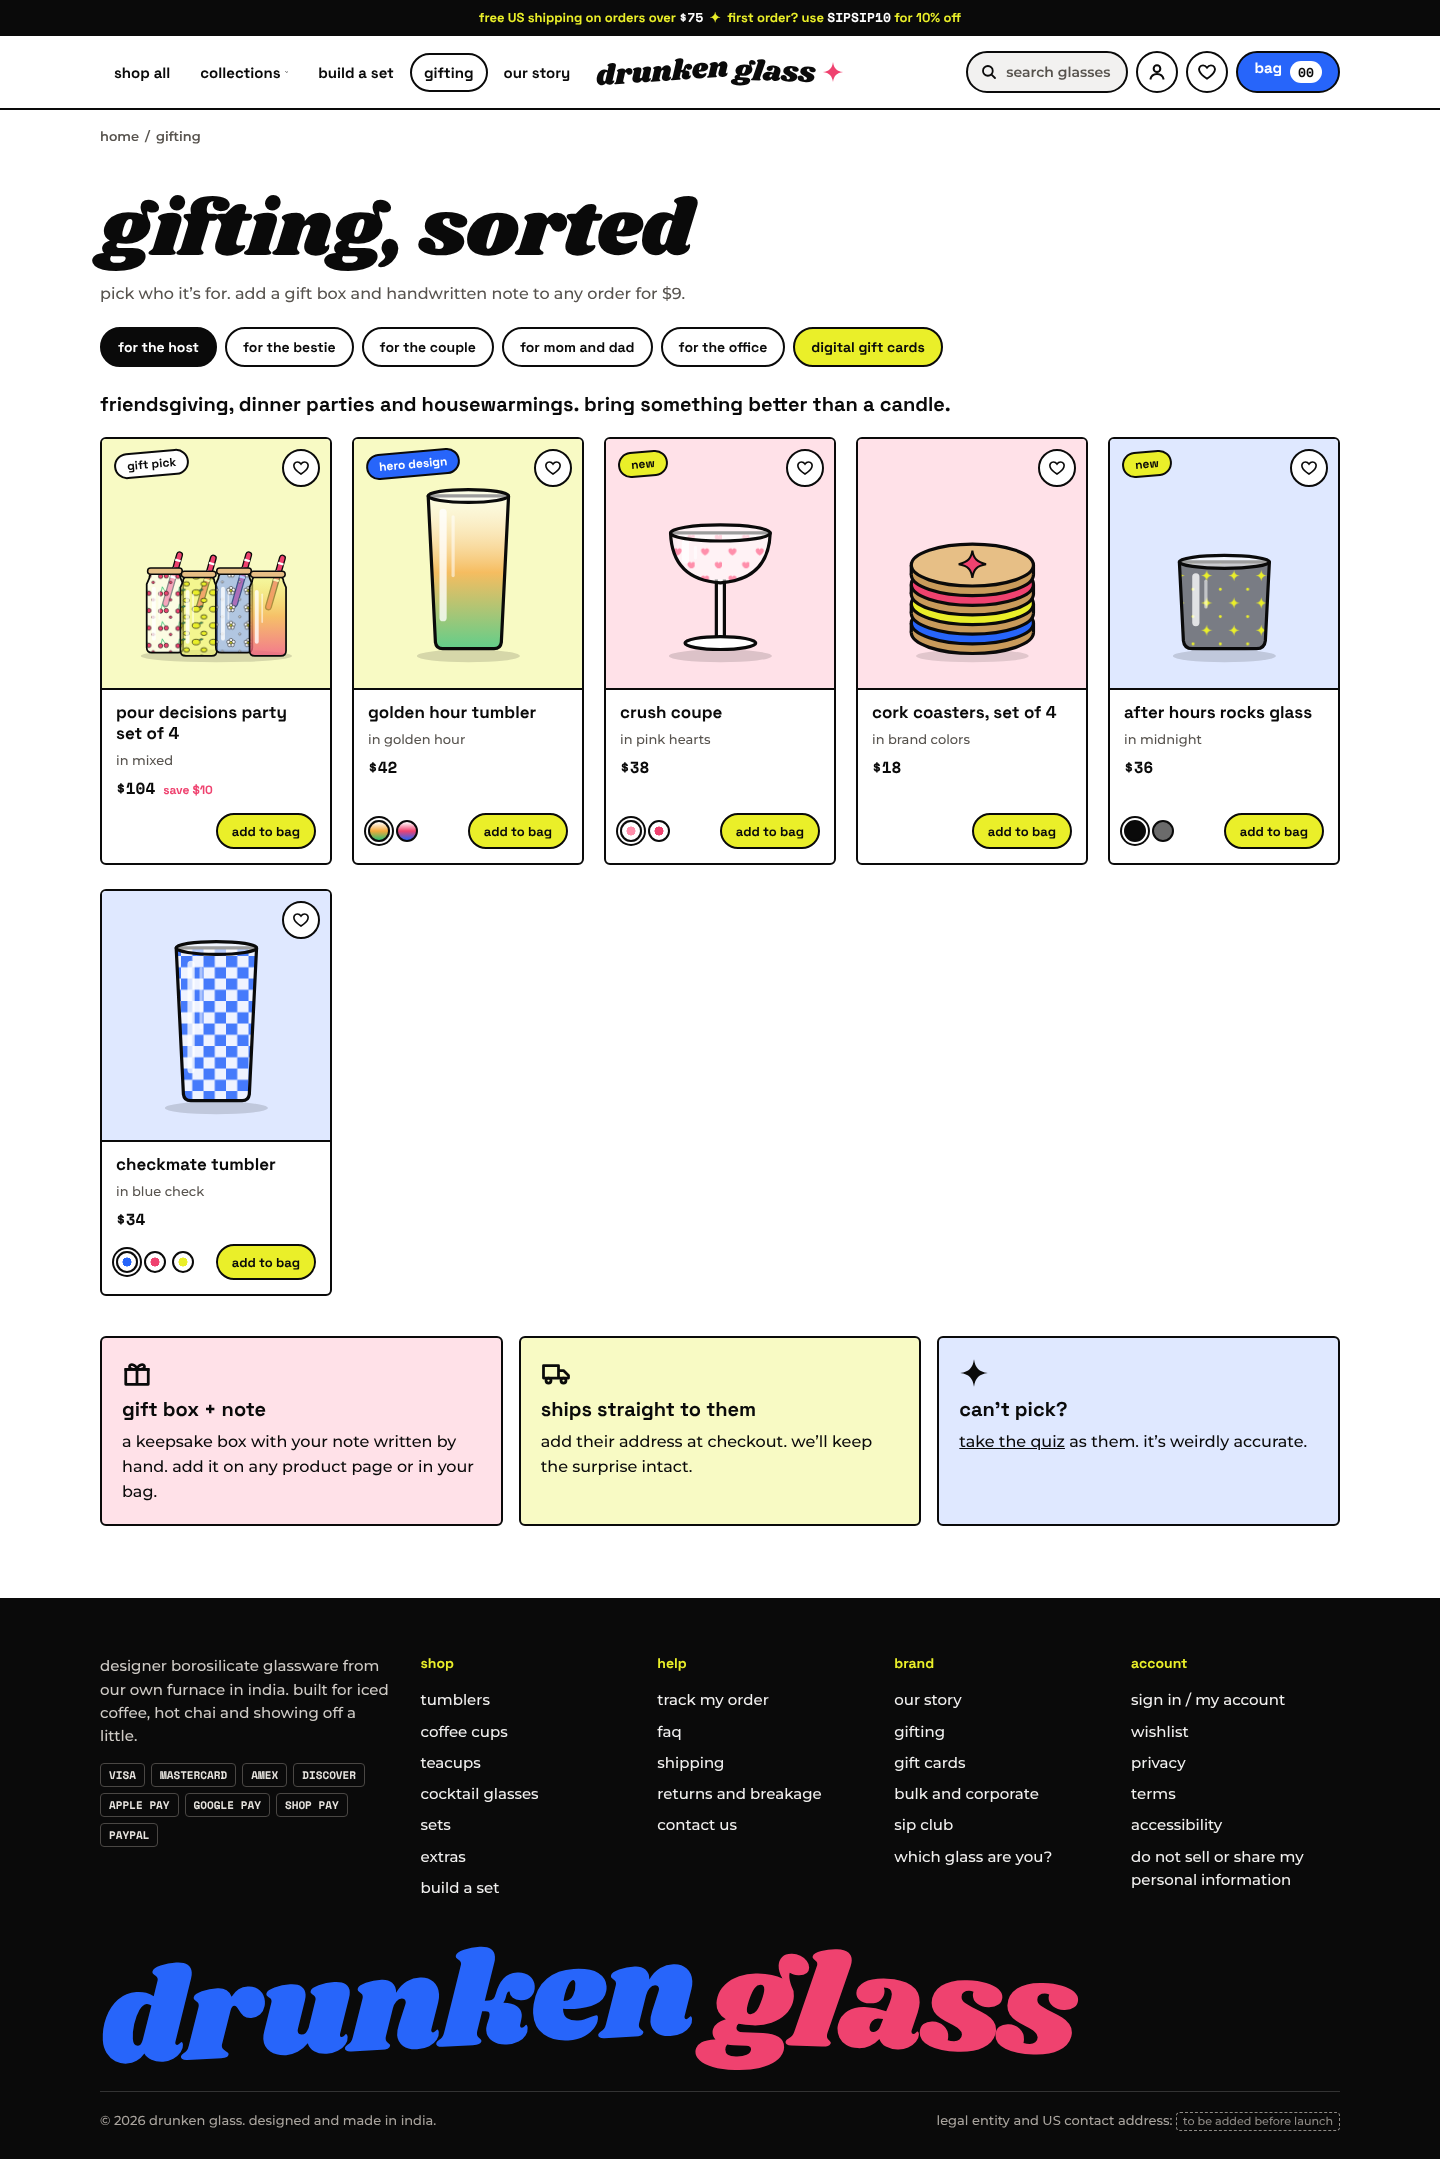 free US shipping on orders over $75 ✦ first order? use SIPSIP10 for 10% off
shop all
collections
build a set
gifting
our story
drunken glass ✦
search glasses
bag 00
home / gifting
gifting, sorted
pick who it’s for. add a gift box and handwritten note to any order for $9.
for the host
for the bestie
for the couple
for mom and dad
for the office
digital gift cards
friendsgiving, dinner parties and housewarmings. bring something better than a candle.
gift pick
pour decisions party
set of 4
in mixed
$104 save $10
add to bag
hero design
golden hour tumbler
in golden hour
$42
add to bag
new
crush coupe
in pink hearts
$38
add to bag
cork coasters, set of 4
in brand colors
$18
add to bag
new
after hours rocks glass
in midnight
$36
add to bag
checkmate tumbler
in blue check
$34
add to bag
gift box + note
a keepsake box with your note written by
hand. add it on any product page or in your
bag.
ships straight to them
add their address at checkout. we’ll keep
the surprise intact.
can’t pick?
take the quiz as them. it’s weirdly accurate.
designer borosilicate glassware from
our own furnace in india. built for iced
coffee, hot chai and showing off a
little.
VISA MASTERCARD AMEX DISCOVER
APPLE PAY GOOGLE PAY SHOP PAY
PAYPAL
shop
tumblers
coffee cups
teacups
cocktail glasses
sets
extras
build a set
help
track my order
faq
shipping
returns and breakage
contact us
brand
our story
gifting
gift cards
bulk and corporate
sip club
which glass are you?
account
sign in / my account
wishlist
privacy
terms
accessibility
do not sell or share my
personal information
drunken glass
© 2026 drunken glass. designed and made in india.
legal entity and US contact address: to be added before launch